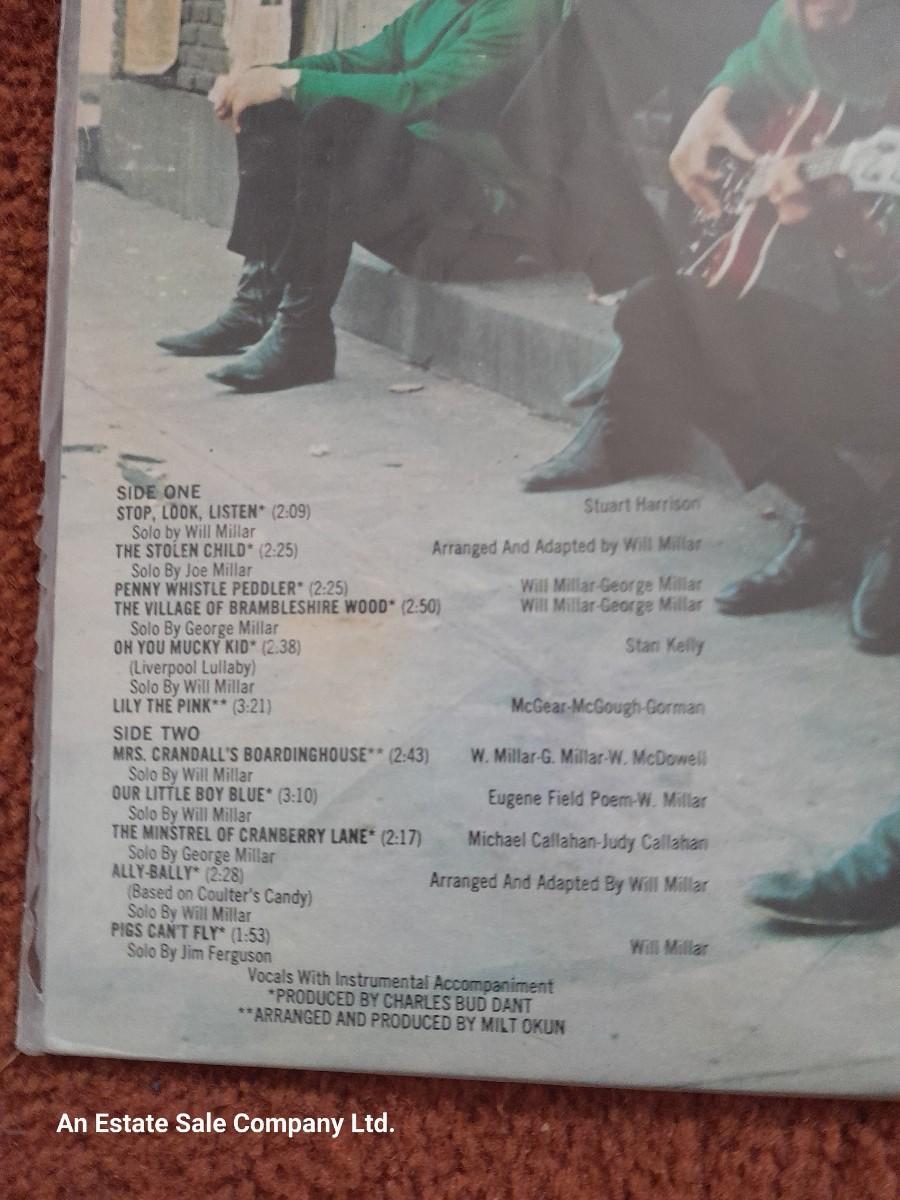 SIDE ONE
STOP, LOOK, LISTEN* (2:09) Stuart Harrison
Solo by Will Millar
THE STOLEN CHILD* (2:25) Arranged And Adapted by Will Millar
Solo By Joe Millar
PENNY WHISTLE PEDDLER* (2:25) Will Millar-George Millar
THE VILLAGE OF BRAMBLESHIRE WOOD* (2:50) Will Millar-George Millar
Solo By George Millar
OH YOU MUCKY KID* (2.38) Stan Kelly
(Liverpool Lullaby)
Solo By Will Millar
LILY THE PINK** (3:21) McGear-McGough-Gorman
SIDE TWO
MRS. CRANDALL'S BOARDINGHOUSE** (2:43) W. Millar-G. Millar-W. McDowell
Solo By Will Millar
OUR LITTLE BOY BLUE* (3:10) Eugene Field Poem-W. Millar
Solo By Will Millar
THE MINSTREL OF CRANBERRY LANE* (2:17) Michael Callahan-Judy Callahan
Solo By George Millar
ALLY-BALLY* (2:28) Arranged And Adapted By Will Millar
(Based on Coulter's Candy)
Solo By Will Millar
PIGS CAN'T FLY* (1:53) Will Millar
Solo By Jim Ferguson
Vocals With Instrumental Accompaniment
*PRODUCED BY CHARLES BUD DANT
**ARRANGED AND PRODUCED BY MILT OKUN
An Estate Sale Company Ltd.